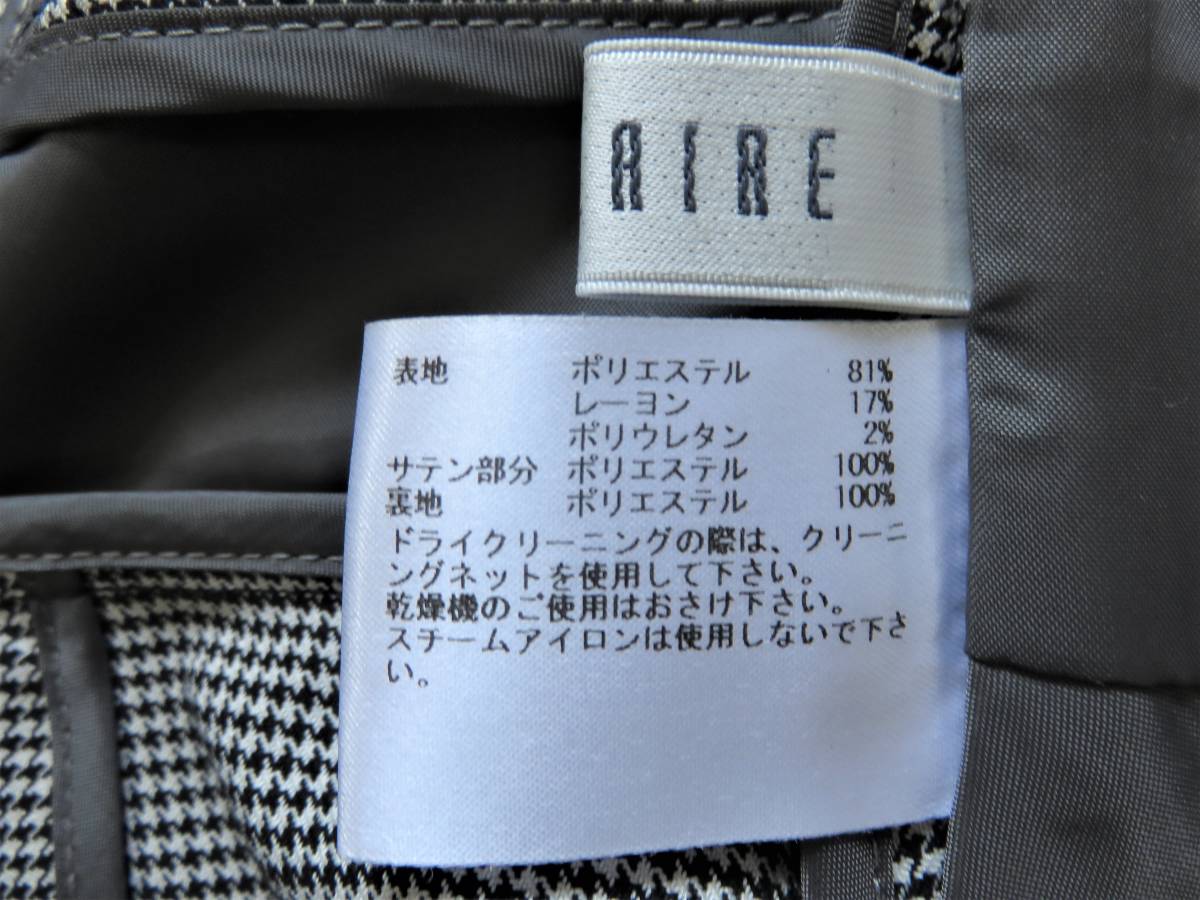 AIRE
表地 ポリエステル 81%
レーヨン 17%
ポリウレタン 2%
サテン部分 ポリエステル 100%
裏地 ポリエステル 100%
ドライクリーニングの際は、クリーニ
ングネットを使用して下さい。
乾燥機のご使用はおさけ下さい。
スチームアイロンは使用しないで下さ
い。